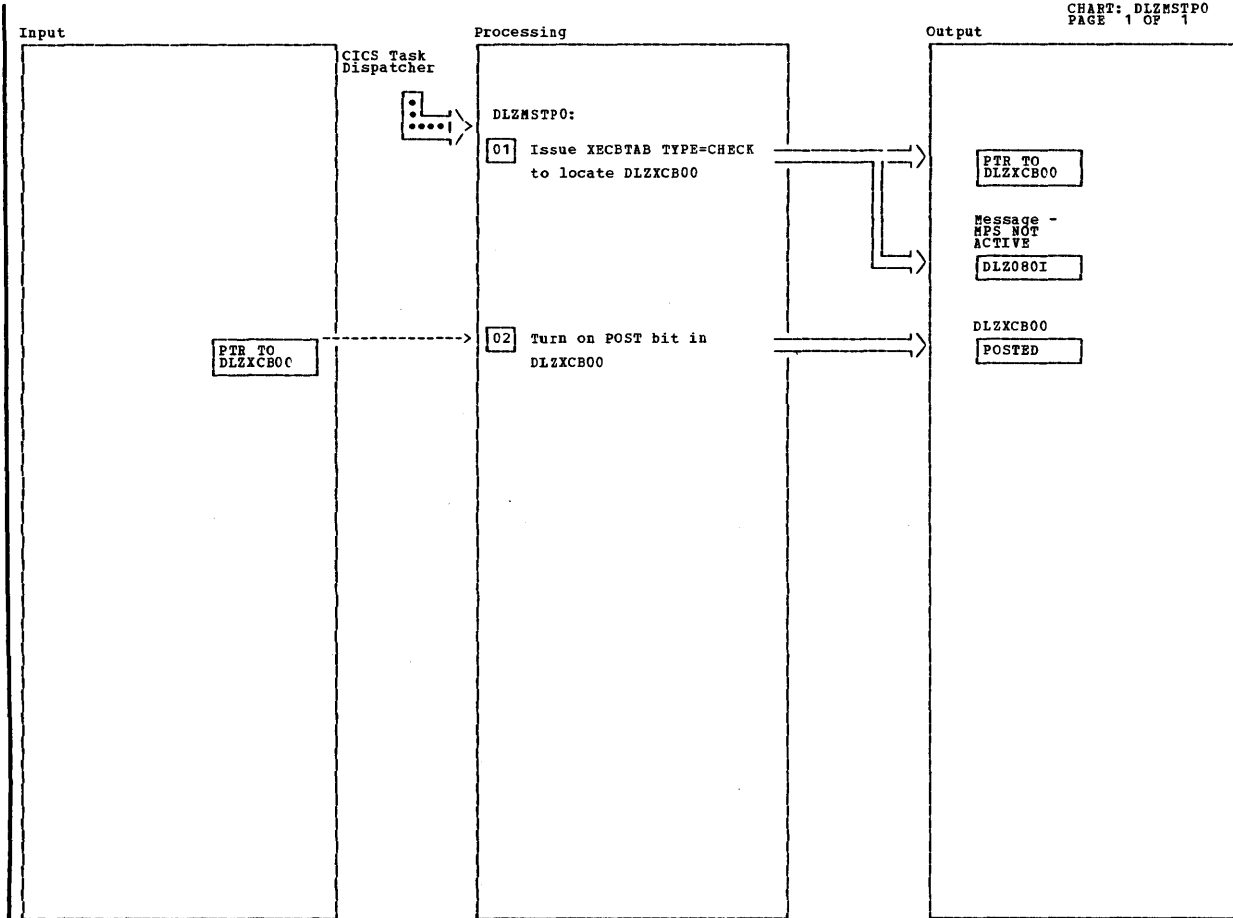 CHART: DLZMSTP0
PAGE 1 OF 1
Input
Processing
Output
CICS Task
Dispatcher
DLZMSTP0:
01 Issue XECBTAB TYPE=CHECK
to locate DLZXCB00
PTR TO
DLZXCB00
Message -
MPS NOT
ACTIVE
DLZ080I
PTR TO
DLZXCB00
02 Turn on POST bit in
DLZXCB00
DLZXCB00
POSTED